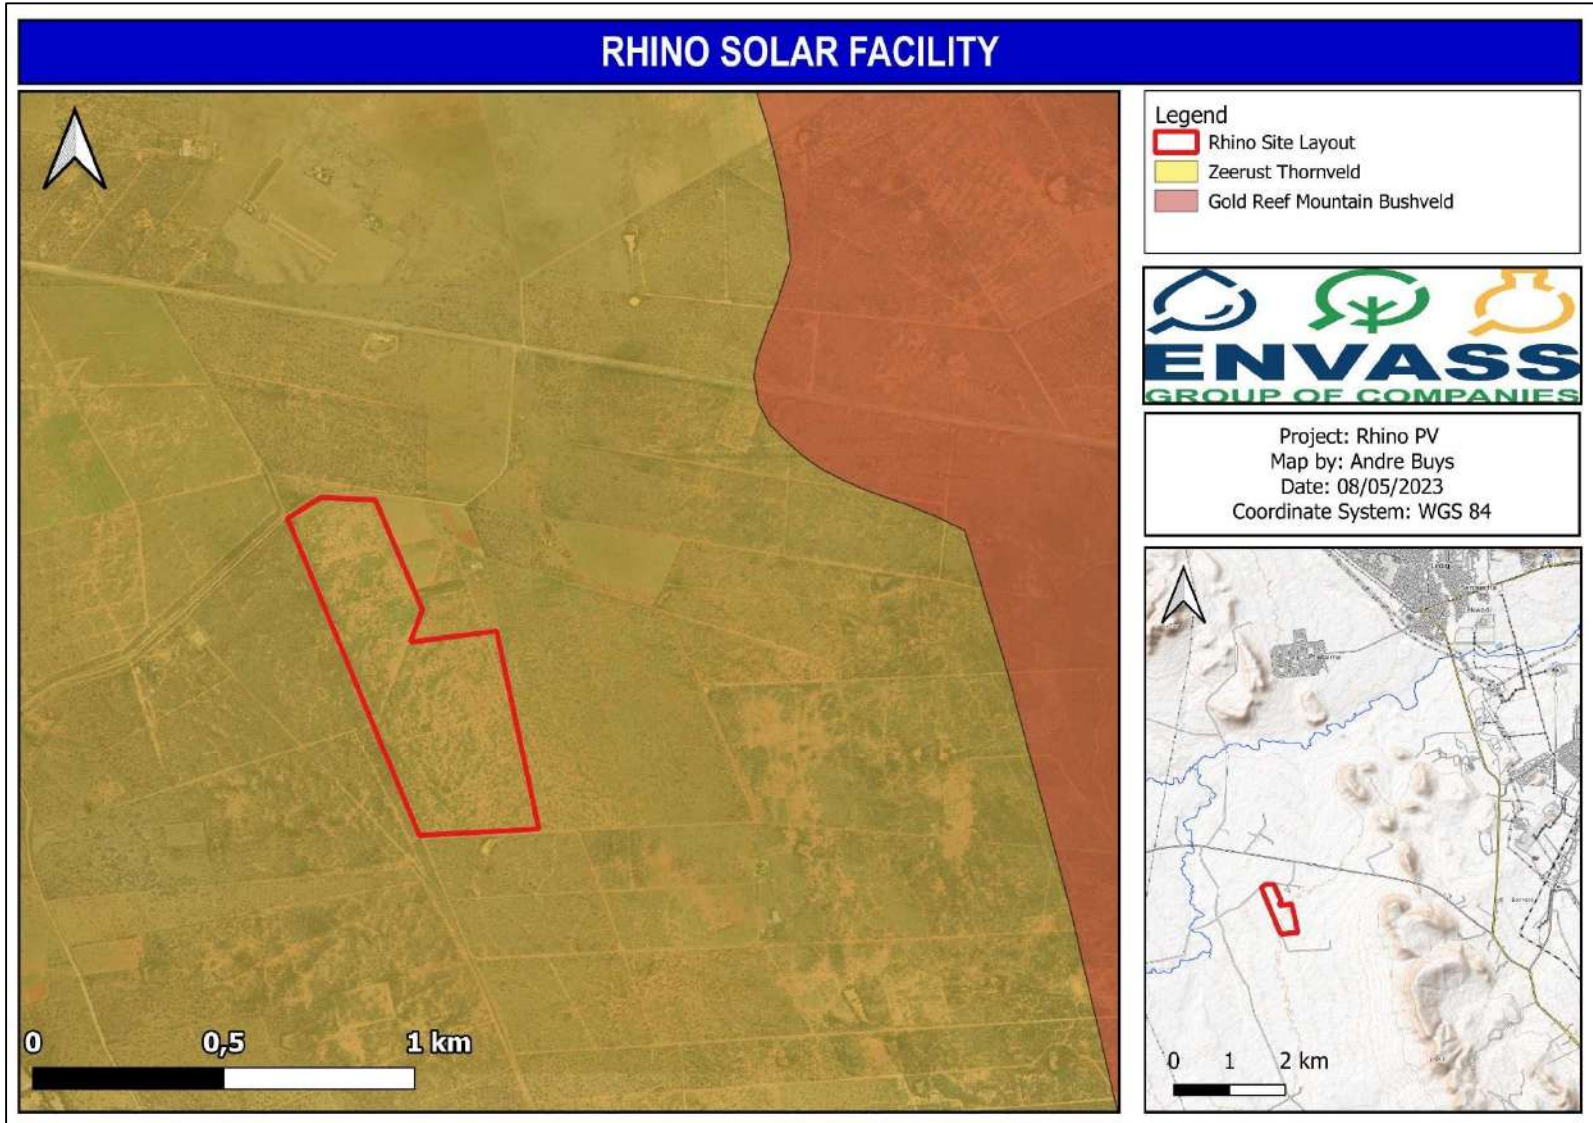 RHINO SOLAR FACILITY
Legend
Rhino Site Layout
Zeerust Thornveld
Gold Reef Mountain Bushveld
ENVASS
GROUP OF COMPANIES
Project: Rhino PV
Map by: Andre Buys
Date: 08/05/2023
Coordinate System: WGS 84
0 0,5 1 km
0 1 2 km